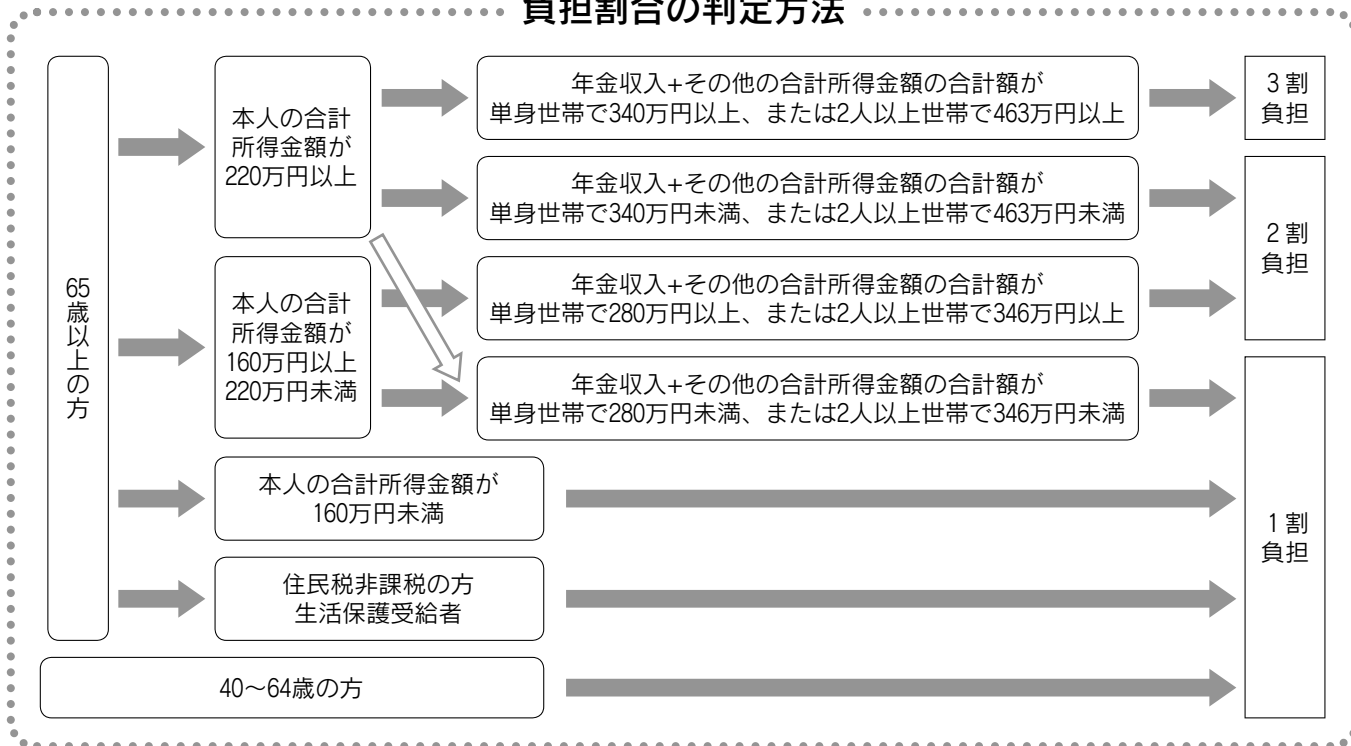 負担割合の判定方法
65歳以上の方
本人の合計
所得金額が
220万円以上
年金収入+その他の合計所得金額の合計額が
単身世帯で340万円以上、または2人以上世帯で463万円以上
3割
負担
年金収入+その他の合計所得金額の合計額が
単身世帯で340万円未満、または2人以上世帯で463万円未満
2割
負担
本人の合計
所得金額が
160万円以上
220万円未満
年金収入+その他の合計所得金額の合計額が
単身世帯で280万円以上、または2人以上世帯で346万円以上
年金収入+その他の合計所得金額の合計額が
単身世帯で280万円未満、または2人以上世帯で346万円未満
1割
負担
本人の合計所得金額が
160万円未満
住民税非課税の方
生活保護受給者
40～64歳の方